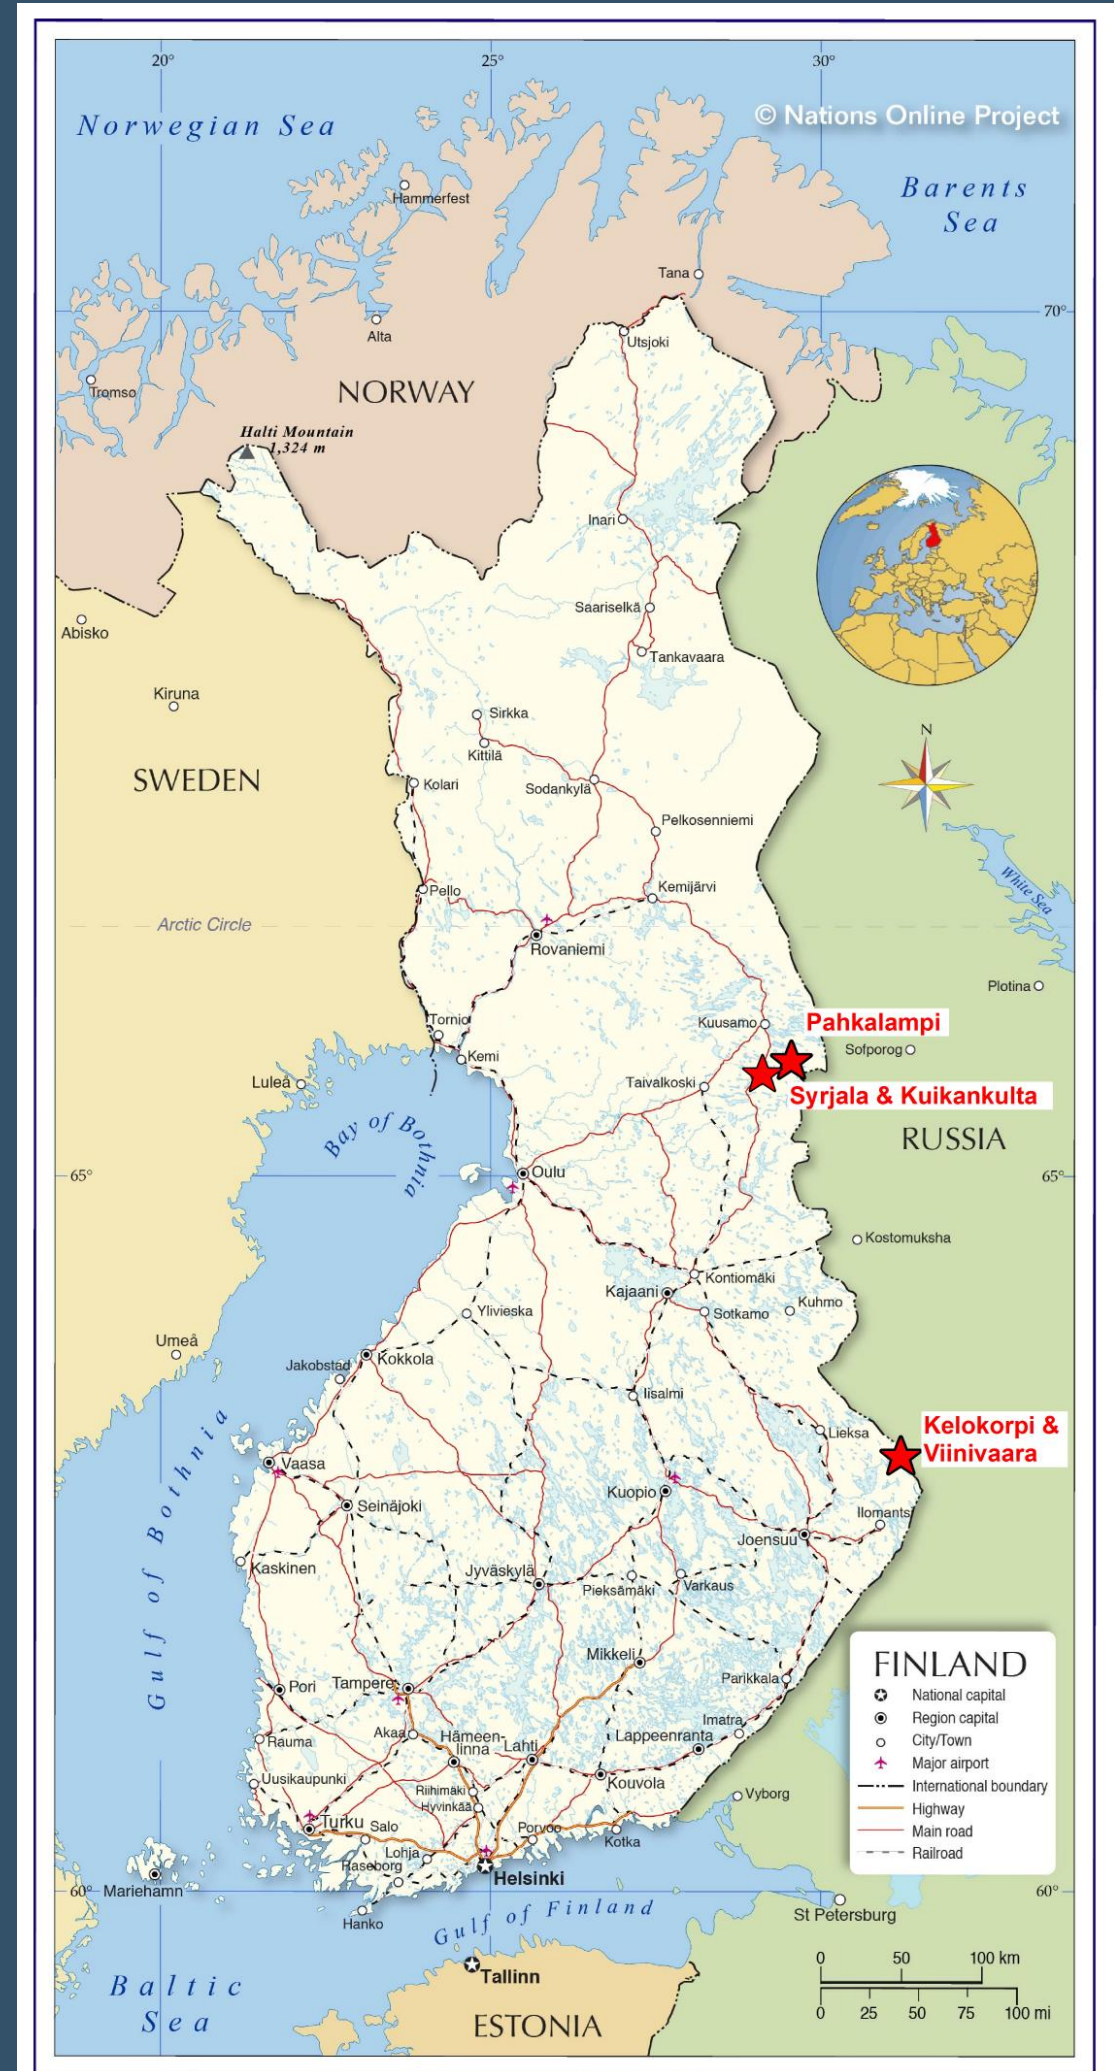 20°
25°
30°
Norwegian Sea
© Nations Online Project
Barents
Sea
Hammerfest
Tana
70°
Alta
Utsjoki
Tromsø
NORWAY
Halti Mountain
1,324 m
Inari
Saariselkä
Abisko
Tankavaara
Kiruna
Sirkka
Kittilä
N
SWEDEN
Kolari
Sodankylä
Pelkosenniemi
White Sea
Pello
Kemijärvi
Arctic Circle
Rovaniemi
Plotina
Tornio
Kuusamo
Pahkalampi
Sofporog
Kemi
Luleå
Taivalkoski
Syrjala & Kuikankulta
Bay of Bothnia
RUSSIA
65°
Oulu
65°
Kostomuksha
Kontiomäki
Kajaani
Kuhmo
Ylivieska
Sotkamo
Umeå
Jakobstad
Kokkola
Iisalmi
Kelokorpi &
Viinivaara
Lieksa
Gulf of Bothnia
Vaasa
Kuopio
Seinäjoki
Ilomants
Joensuu
Kaskinen
Jyväskylä
Pieksämäki
Varkaus
Mikkeli
FINLAND
Parikkala
Pori
Tampere
National capital
Region capital
City/Town
Major airport
International boundary
Highway
Main road
Railroad
Imatra
Akaa
Hämeen-
linna
Lahti
Lappeenranta
Rauma
Uusikaupunki
Riihimäki
Kouvola
Hyvinkää
Vyborg
Turku
Salo
Porvoo
Kotka
Lohja
Raseborg
Helsinki
60°
Mariehamn
60°
Hanko
Gulf of Finland
St Petersburg
Tallinn
Baltic
Sea
ESTONIA
0 50 100 km
0 25 50 75 100 mi